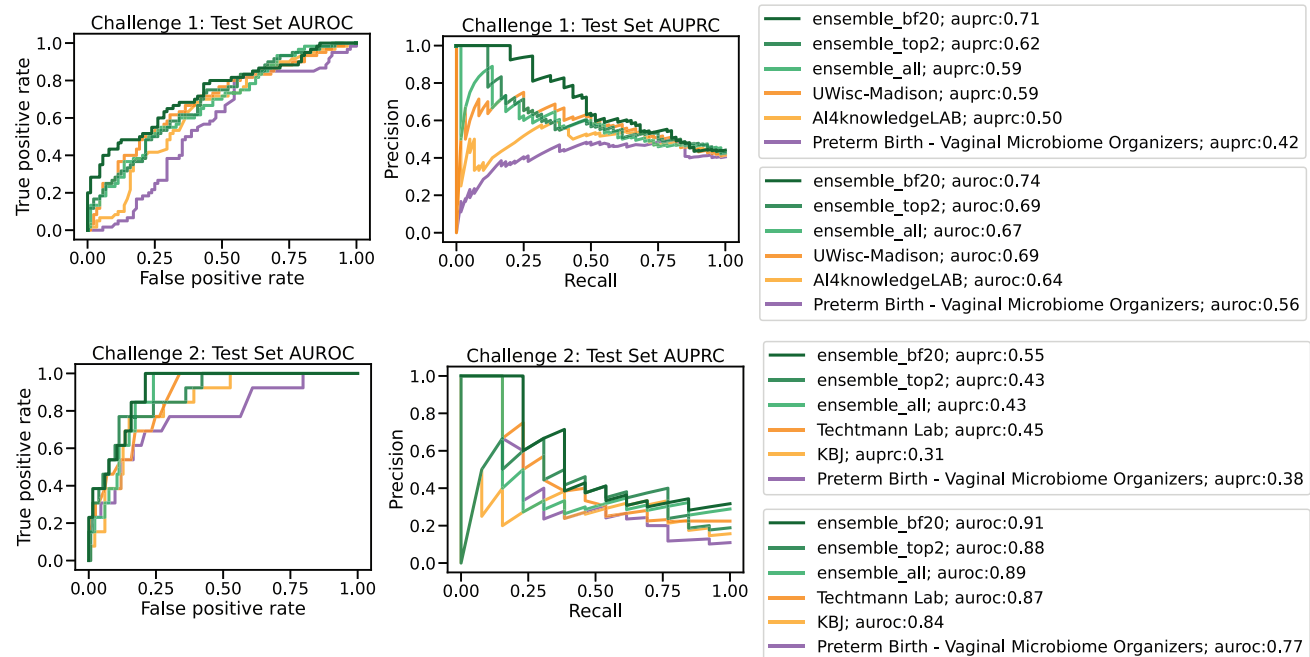 Challenge 1: Test Set AUROC
True positive rate
1.0
0.8
0.6
0.4
0.2
0.0
0.00 0.25 0.50 0.75 1.00
False positive rate
Challenge 1: Test Set AUPRC
Precision
1.0
0.8
0.6
0.4
0.2
0.0
0.00 0.25 0.50 0.75 1.00
Recall
ensemble_bf20; auprc:0.71
ensemble_top2; auprc:0.62
ensemble_all; auprc:0.59
UWisc-Madison; auprc:0.59
AI4knowledgeLAB; auprc:0.50
Preterm Birth - Vaginal Microbiome Organizers; auprc:0.42
ensemble_bf20; auroc:0.74
ensemble_top2; auroc:0.69
ensemble_all; auroc:0.67
UWisc-Madison; auroc:0.69
AI4knowledgeLAB; auroc:0.64
Preterm Birth - Vaginal Microbiome Organizers; auroc:0.56
Challenge 2: Test Set AUROC
True positive rate
1.0
0.8
0.6
0.4
0.2
0.0
0.00 0.25 0.50 0.75 1.00
False positive rate
Challenge 2: Test Set AUPRC
Precision
1.0
0.8
0.6
0.4
0.2
0.0
0.00 0.25 0.50 0.75 1.00
Recall
ensemble_bf20; auprc:0.55
ensemble_top2; auprc:0.43
ensemble_all; auprc:0.43
Techtmann Lab; auprc:0.45
KBJ; auprc:0.31
Preterm Birth - Vaginal Microbiome Organizers; auprc:0.38
ensemble_bf20; auroc:0.91
ensemble_top2; auroc:0.88
ensemble_all; auroc:0.89
Techtmann Lab; auroc:0.87
KBJ; auroc:0.84
Preterm Birth - Vaginal Microbiome Organizers; auroc:0.77